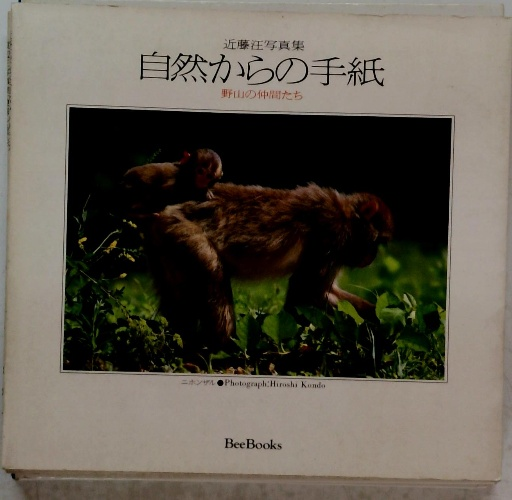 近藤汪写真集
自然からの手紙
野山の仲間たち
ニホンザル●Photograph:Hiroshi Kondo
BeeBooks